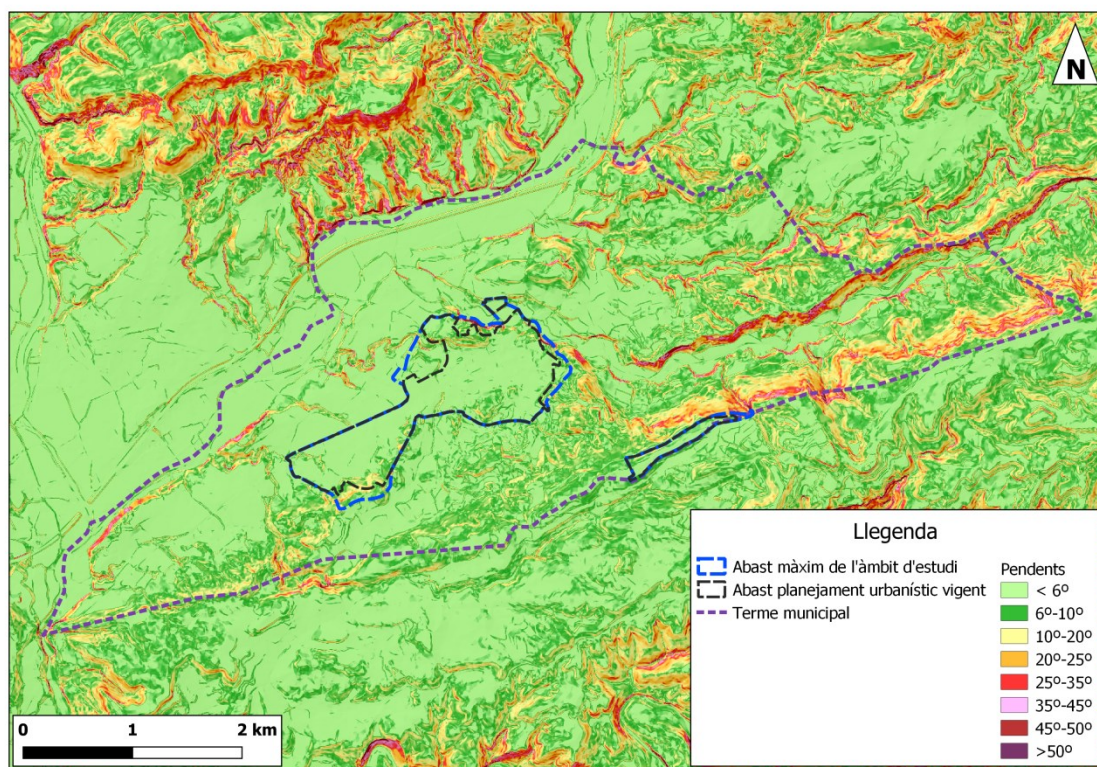 N
Llegenda
Abast màxim de l'àmbit d'estudi
Abast planejament urbanístic vigent
Terme municipal
Pendents
< 6º
6º-10º
10º-20º
20º-25º
25º-35º
35º-45º
45º-50º
>50º
0 1 2 km